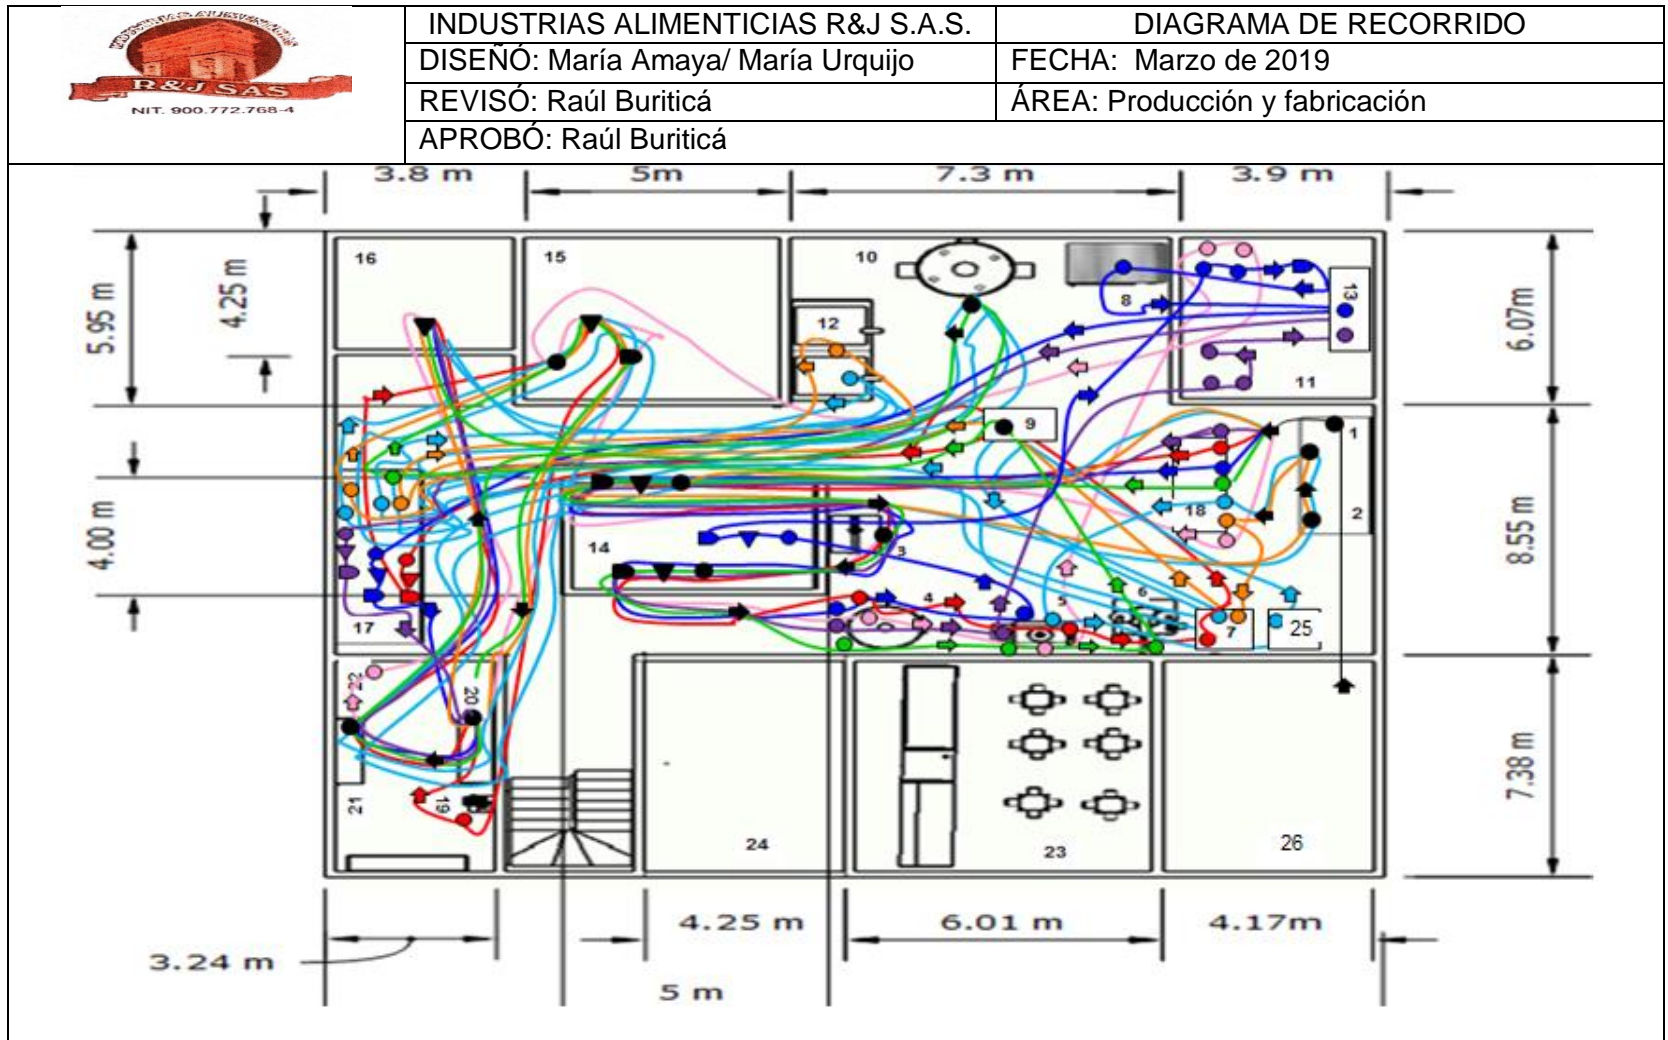 INDUSTRIAS ALIMENTICIAS
R&J SAS
NIT. 900.772.768-4
INDUSTRIAS ALIMENTICIAS R&J S.A.S.
DIAGRAMA DE RECORRIDO
DISEÑÓ: María Amaya/ María Urquijo
FECHA: Marzo de 2019
REVISÓ: Raúl Buriticá
ÁREA: Producción y fabricación
APROBÓ: Raúl Buriticá
3.8 m
5m
7.3 m
3.9 m
16
15
10
8
13
12
11
5.95 m
4.25 m
6.07m
9
1
4.00 m
18
2
14
3
8.55 m
17
4
5
6
7
25
22
20
21
19
24
23
26
7.38 m
4.25 m
6.01 m
4.17m
3.24 m
5 m